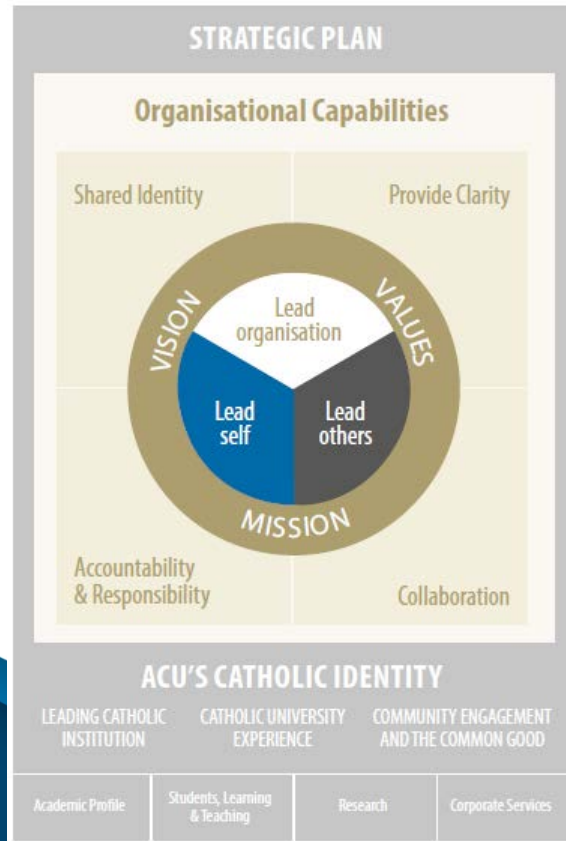 STRATEGIC PLAN
Organisational Capabilities
Shared Identity
Provide Clarity
VISION
VALUES
Lead
organisation
Lead
self
Lead
others
MISSION
Accountability
& Responsibility
Collaboration
ACU'S CATHOLIC IDENTITY
LEADING CATHOLIC
INSTITUTION
CATHOLIC UNIVERSITY
EXPERIENCE
COMMUNITY ENGAGEMENT
AND THE COMMON GOOD
Academic Profile
Students, Learning
& Teaching
Research
Corporate Services